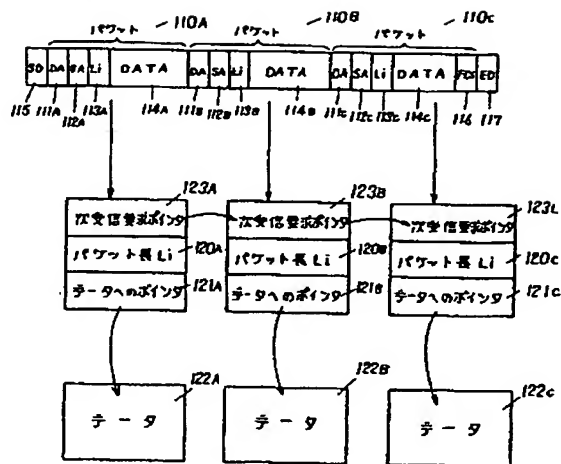 パケット 110A パケット 110B パケット 110C
SD DA SA Li DATA DA SA Li DATA DA SA Li DATA FCS ED
115 111A 112A 113A 114A 111B 112B 113B 114B 111C 112C 113C 114C 116 117
123A 123B 123C
次受信要求ポインタ 次受信要求ポインタ 次受信要求ポインタ
パケット長 Li 120A パケット長 Li 120B パケット長 Li 120C
データへのポインタ 121A データへのポインタ 121B データへのポインタ 121C
122A 122B 122C
データ データ データ